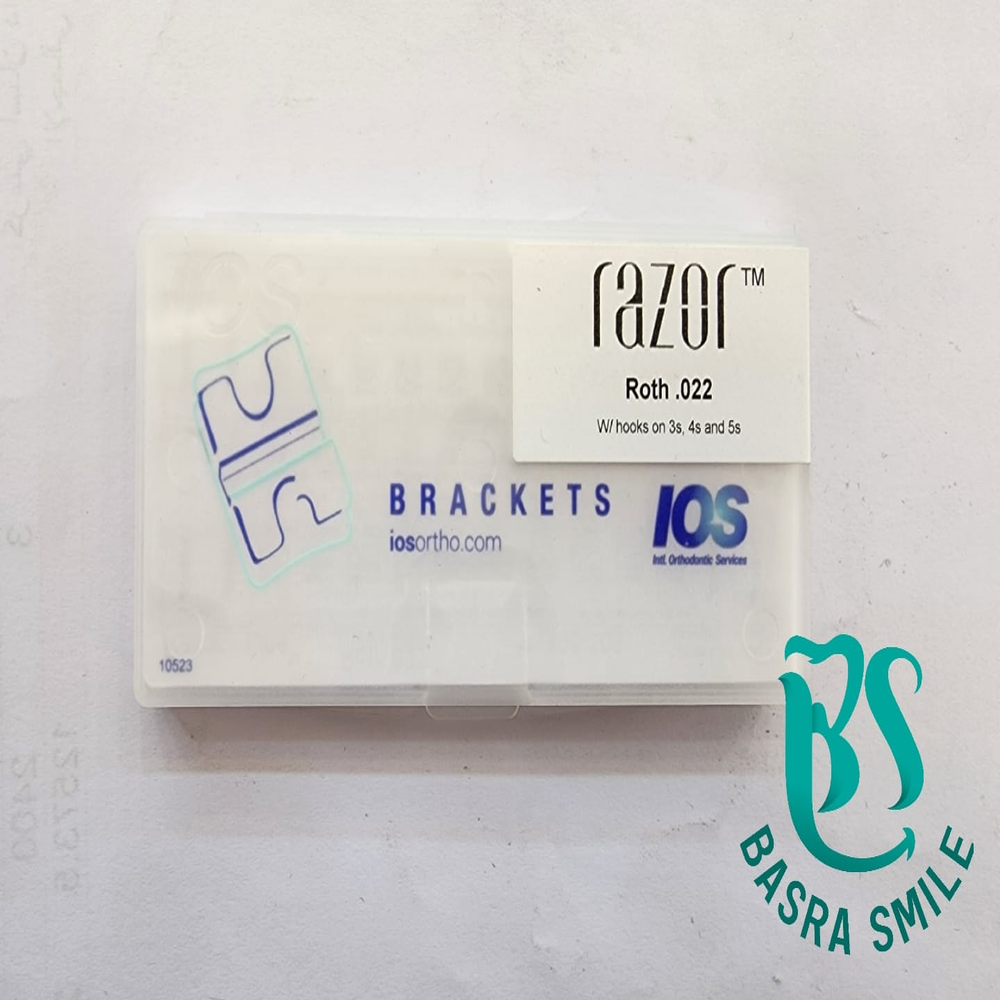 razor™
Roth .022
W/ hooks on 3s, 4s and 5s
BRACKETS
iosortho.com
IOS
Intl. Orthodontic Services
10523
BS
BASRA SMILE